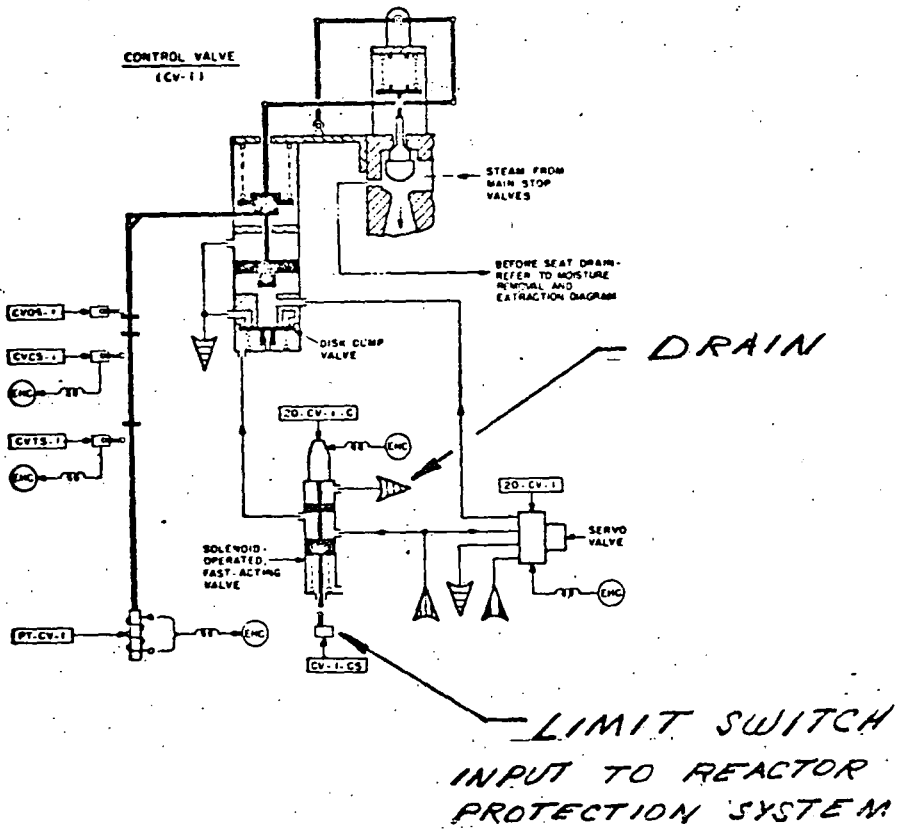 CONTROL VALVE
(CV-1)
STEAM FROM
MAIN STOP
VALVES
BEFORE SEAT DRAIN-
REFER TO MOISTURE
REMOVAL AND
EXTRACTION DIAGRAM
CVOS-1
CVCS-1
EHC
DISK DUMP
VALVE
DRAIN
CVTS-1
EHC
20-CV-1-C
EHC
20-CV-1
SERVO
VALVE
SOLENOID-
OPERATED,
FAST-ACTING
VALVE
EHC
PT-CV-1
EHC
CV-1-CS
LIMIT SWITCH
INPUT TO REACTOR
PROTECTION SYSTEM